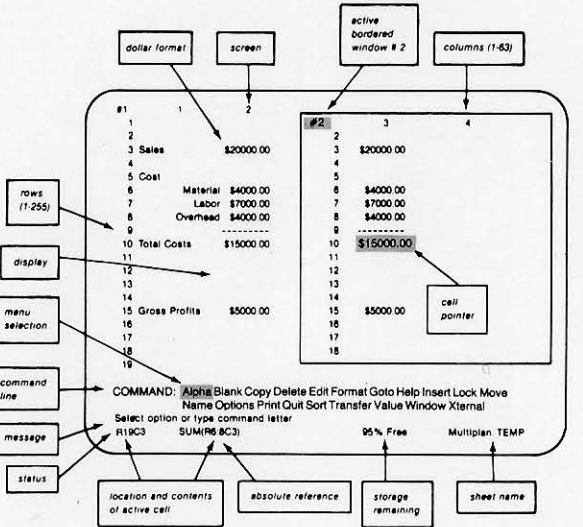 active
bordered
window # 2
dollar format
screen
columns (1-63)
#1 1 2
#2 3 4
1
2 2
3 Sales $20000.00 3 $20000.00
4 4
5 Cost 5
6 Material $4000.00 6 $4000.00
7 Labor $7000.00 7 $7000.00
8 Overhead $4000.00 8 $4000.00
9 ---------- 9 ----------
10 Total Costs $15000.00 10 $15000.00
11 11
12 12
13 13
14 14
15 Gross Profits $5000.00 15 $5000.00
16 16
17 17
18 18
19
rows
(1-255)
display
menu
selection
cell
pointer
command
line
COMMAND: Alpha Blank Copy Delete Edit Format Goto Help Insert Lock Move
Name Options Print Quit Sort Transfer Value Window Xternal
message
Select option or type command letter
status
R19C3 SUM(R6:8C3) 95% Free Multiplan TEMP
location and contents
of active cell
absolute reference
storage
remaining
sheet name